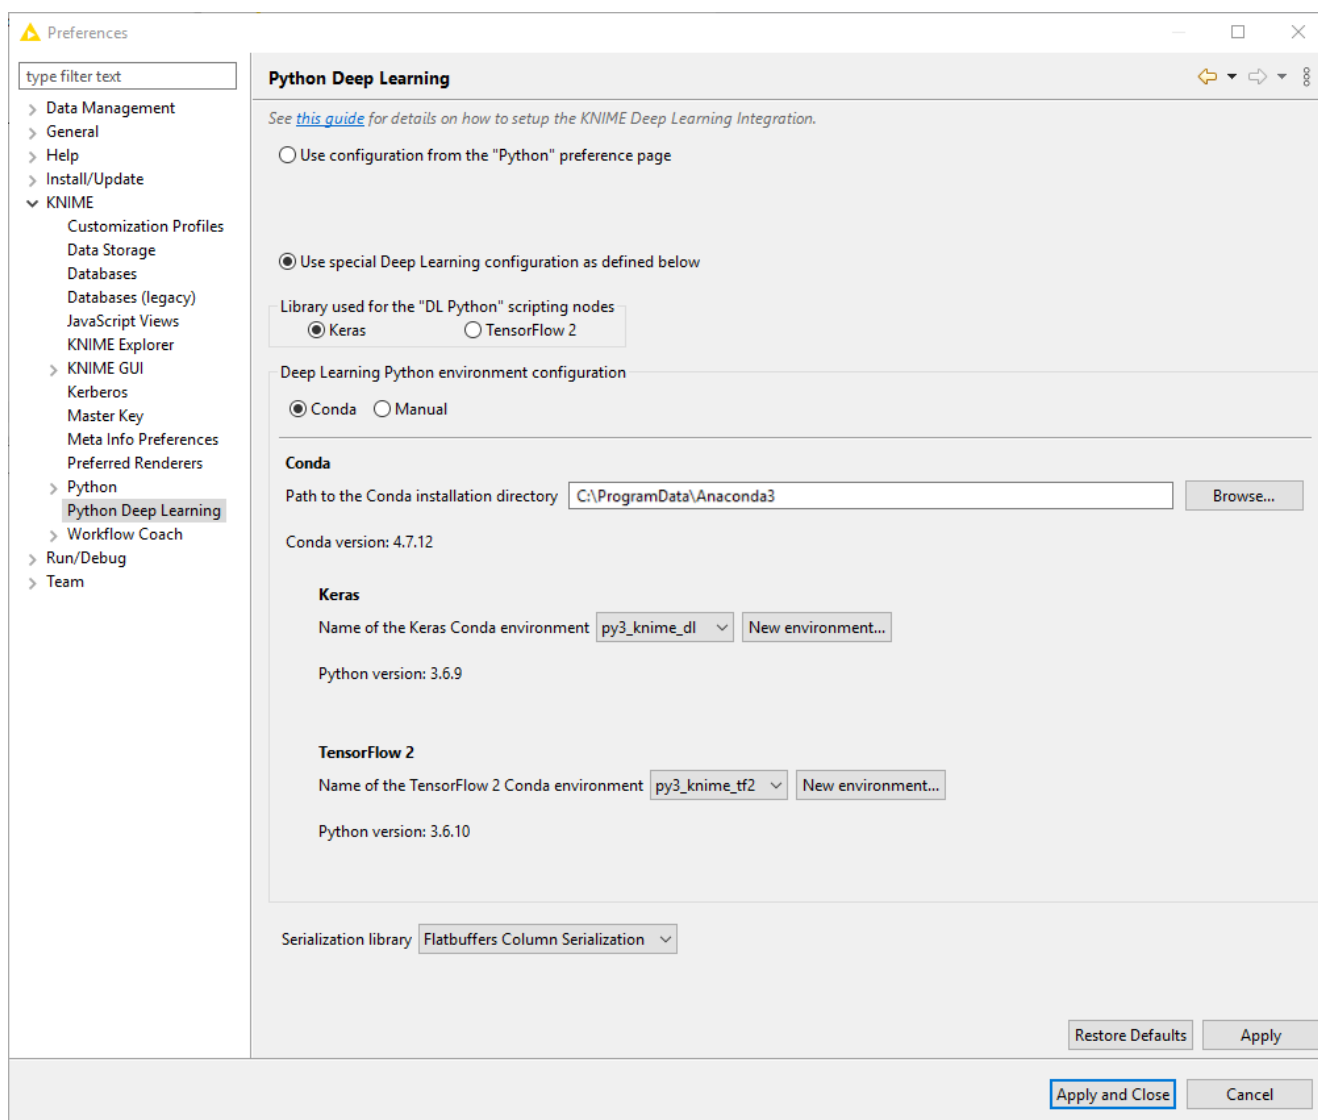 Preferences
type filter text
Data Management
General
Help
Install/Update
KNIME
Customization Profiles
Data Storage
Databases
Databases (legacy)
JavaScript Views
KNIME Explorer
KNIME GUI
Kerberos
Master Key
Meta Info Preferences
Preferred Renderers
Python
Python Deep Learning
Workflow Coach
Run/Debug
Team
Python Deep Learning
See this guide for details on how to setup the KNIME Deep Learning Integration.
Use configuration from the "Python" preference page
Use special Deep Learning configuration as defined below
Library used for the "DL Python" scripting nodes
Keras TensorFlow 2
Deep Learning Python environment configuration
Conda Manual
Conda
Path to the Conda installation directory C:\ProgramData\Anaconda3 Browse...
Conda version: 4.7.12
Keras
Name of the Keras Conda environment py3_knime_dl New environment...
Python version: 3.6.9
TensorFlow 2
Name of the TensorFlow 2 Conda environment py3_knime_tf2 New environment...
Python version: 3.6.10
Serialization library Flatbuffers Column Serialization
Restore Defaults Apply
Apply and Close Cancel